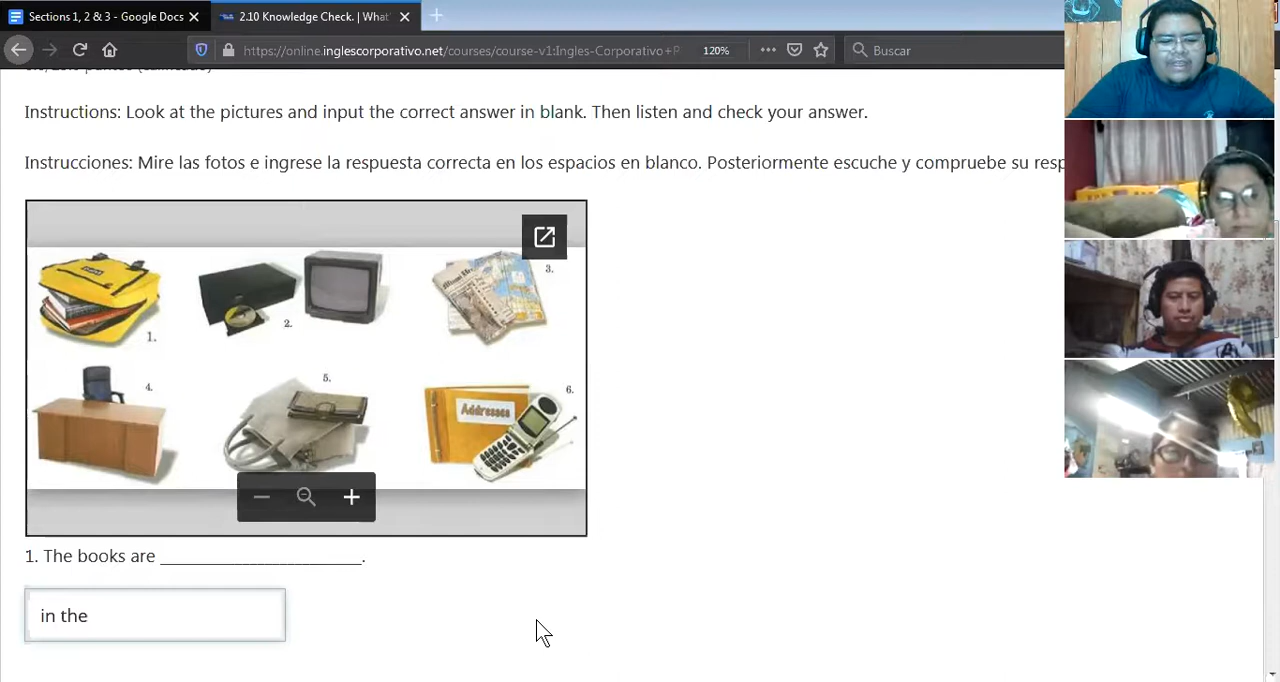 Sections 1, 2 & 3 - Google Docs
2.10 Knowledge Check. | What'
https://online.inglescorporativo.net/courses/course-v1:Ingles-Corporativo+P
120%
Buscar
Instructions: Look at the pictures and input the correct answer in blank. Then listen and check your answer.
Instrucciones: Mire las fotos e ingrese la respuesta correcta en los espacios en blanco. Posteriormente escuche y compruebe su resp
1.
2.
3.
4.
5.
6.
Addresses
1. The books are ______________________.
in the